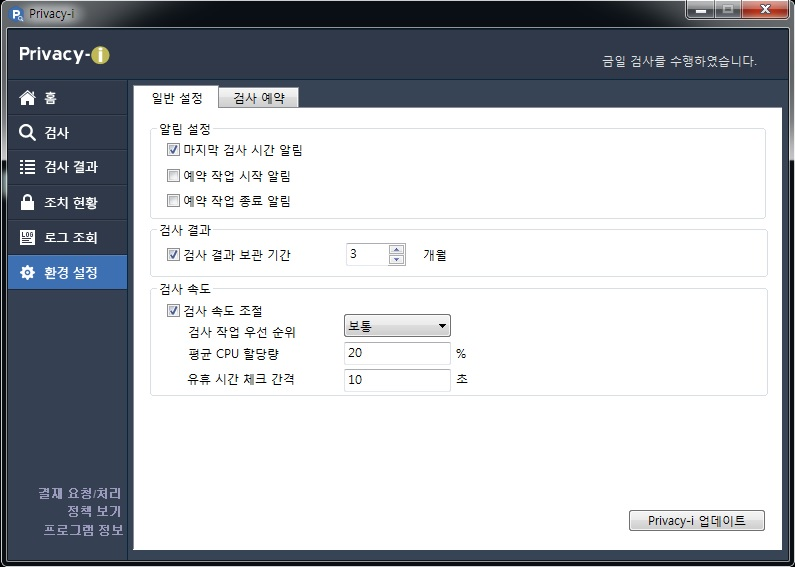 Privacy-i
Privacy-i
금일 검사를 수행하였습니다.
홈
검사
검사 결과
조치 현황
로그 조회
환경 설정
결재 요청/처리
정책 보기
프로그램 정보
일반 설정
검사 예약
알림 설정
마지막 검사 시간 알림
예약 작업 시작 알림
예약 작업 종료 알림
검사 결과
검사 결과 보관 기간 3 개월
검사 속도
검사 속도 조절
검사 작업 우선 순위 보통
평균 CPU 할당량 20 %
유휴 시간 체크 간격 10 초
Privacy-i 업데이트